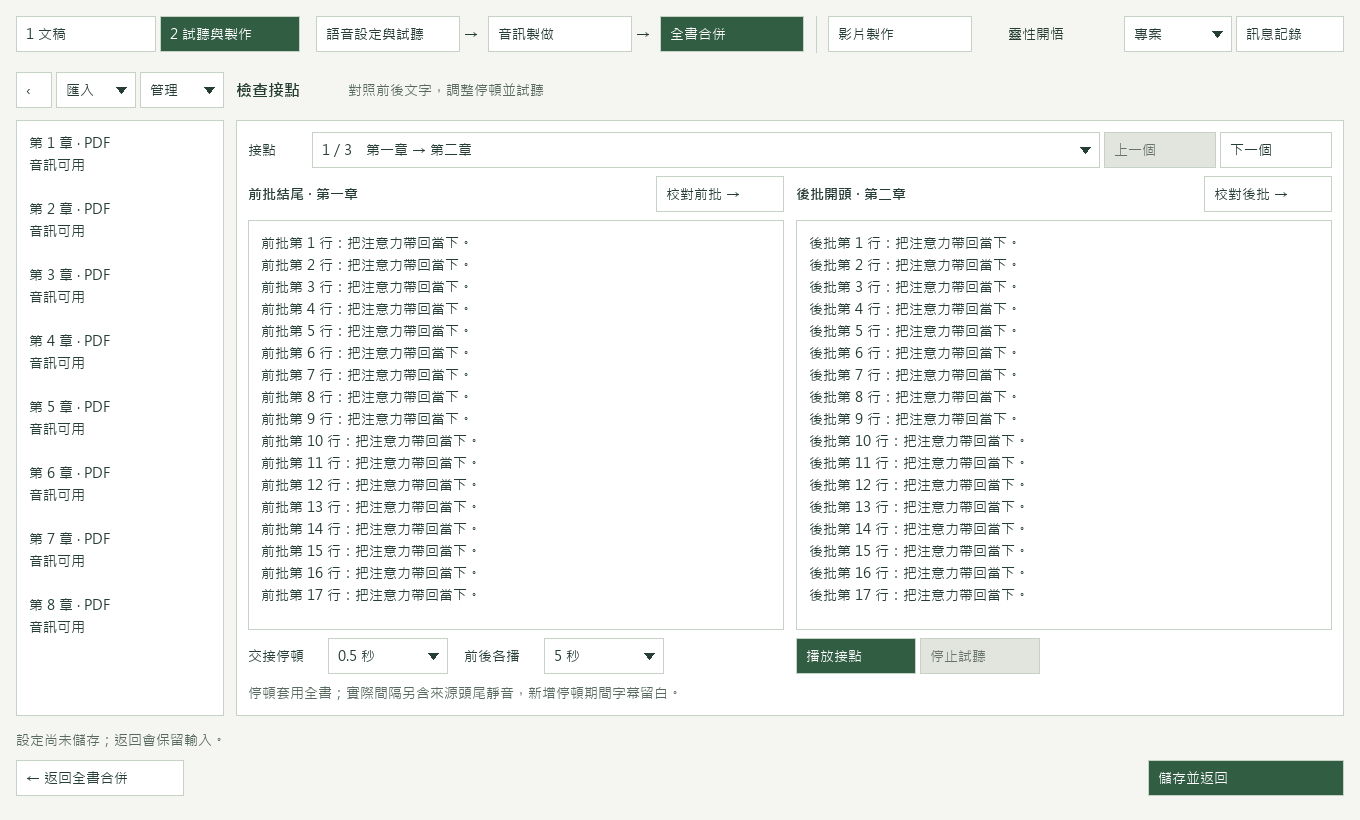 1 文稿
2 試聽與製作
語音設定與試聽
→
音訊製做
→
全書合併
影片製作
靈性開悟
專案
訊息記錄
‹
匯入
管理
檢查接點
對照前後文字，調整停頓並試聽
第 1 章 · PDF
音訊可用
第 2 章 · PDF
音訊可用
第 3 章 · PDF
音訊可用
第 4 章 · PDF
音訊可用
第 5 章 · PDF
音訊可用
第 6 章 · PDF
音訊可用
第 7 章 · PDF
音訊可用
第 8 章 · PDF
音訊可用
接點
1 / 3　第一章 → 第二章
上一個
下一個
前批結尾 · 第一章
校對前批 →
前批第 1 行：把注意力帶回當下。
前批第 2 行：把注意力帶回當下。
前批第 3 行：把注意力帶回當下。
前批第 4 行：把注意力帶回當下。
前批第 5 行：把注意力帶回當下。
前批第 6 行：把注意力帶回當下。
前批第 7 行：把注意力帶回當下。
前批第 8 行：把注意力帶回當下。
前批第 9 行：把注意力帶回當下。
前批第 10 行：把注意力帶回當下。
前批第 11 行：把注意力帶回當下。
前批第 12 行：把注意力帶回當下。
前批第 13 行：把注意力帶回當下。
前批第 14 行：把注意力帶回當下。
前批第 15 行：把注意力帶回當下。
前批第 16 行：把注意力帶回當下。
前批第 17 行：把注意力帶回當下。
後批開頭 · 第二章
校對後批 →
後批第 1 行：把注意力帶回當下。
後批第 2 行：把注意力帶回當下。
後批第 3 行：把注意力帶回當下。
後批第 4 行：把注意力帶回當下。
後批第 5 行：把注意力帶回當下。
後批第 6 行：把注意力帶回當下。
後批第 7 行：把注意力帶回當下。
後批第 8 行：把注意力帶回當下。
後批第 9 行：把注意力帶回當下。
後批第 10 行：把注意力帶回當下。
後批第 11 行：把注意力帶回當下。
後批第 12 行：把注意力帶回當下。
後批第 13 行：把注意力帶回當下。
後批第 14 行：把注意力帶回當下。
後批第 15 行：把注意力帶回當下。
後批第 16 行：把注意力帶回當下。
後批第 17 行：把注意力帶回當下。
交接停頓
0.5 秒
前後各播
5 秒
播放接點
停止試聽
停頓套用全書；實際間隔另含來源頭尾靜音，新增停頓期間字幕留白。
設定尚未儲存；返回會保留輸入。
← 返回全書合併
儲存並返回